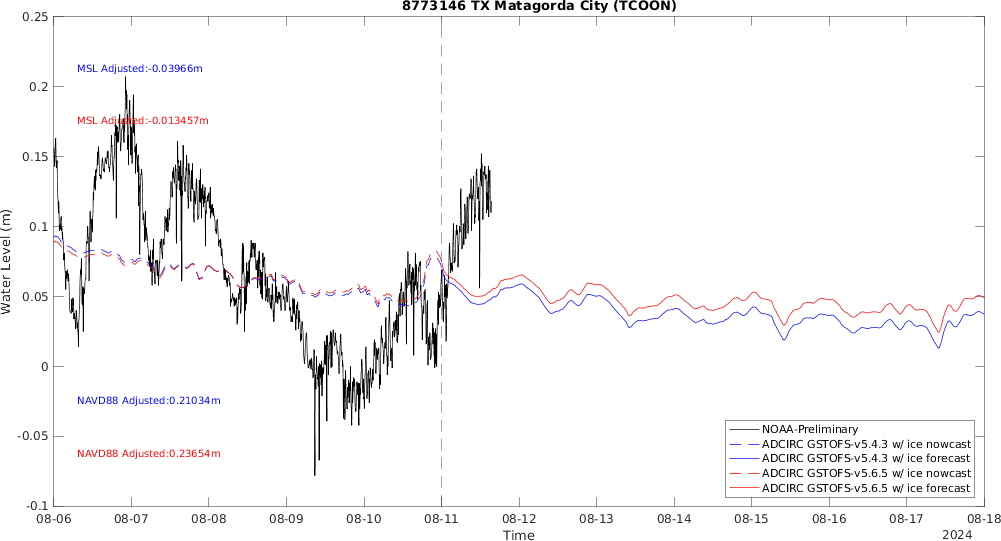 8773146 TX Matagorda City (TCOON)
Water Level (m)
0.25
0.2
0.15
0.1
0.05
0
-0.05
-0.1
MSL Adjusted:-0.03966m
MSL Adjusted:-0.013457m
NAVD88 Adjusted:0.21034m
NAVD88 Adjusted:0.23654m
NOAA-Preliminary
ADCIRC GSTOFS-v5.4.3 w/ ice nowcast
ADCIRC GSTOFS-v5.4.3 w/ ice forecast
ADCIRC GSTOFS-v5.6.5 w/ ice nowcast
ADCIRC GSTOFS-v5.6.5 w/ ice forecast
08-06 08-07 08-08 08-09 08-10 08-11 08-12 08-13 08-14 08-15 08-16 08-17 08-18
Time
2024